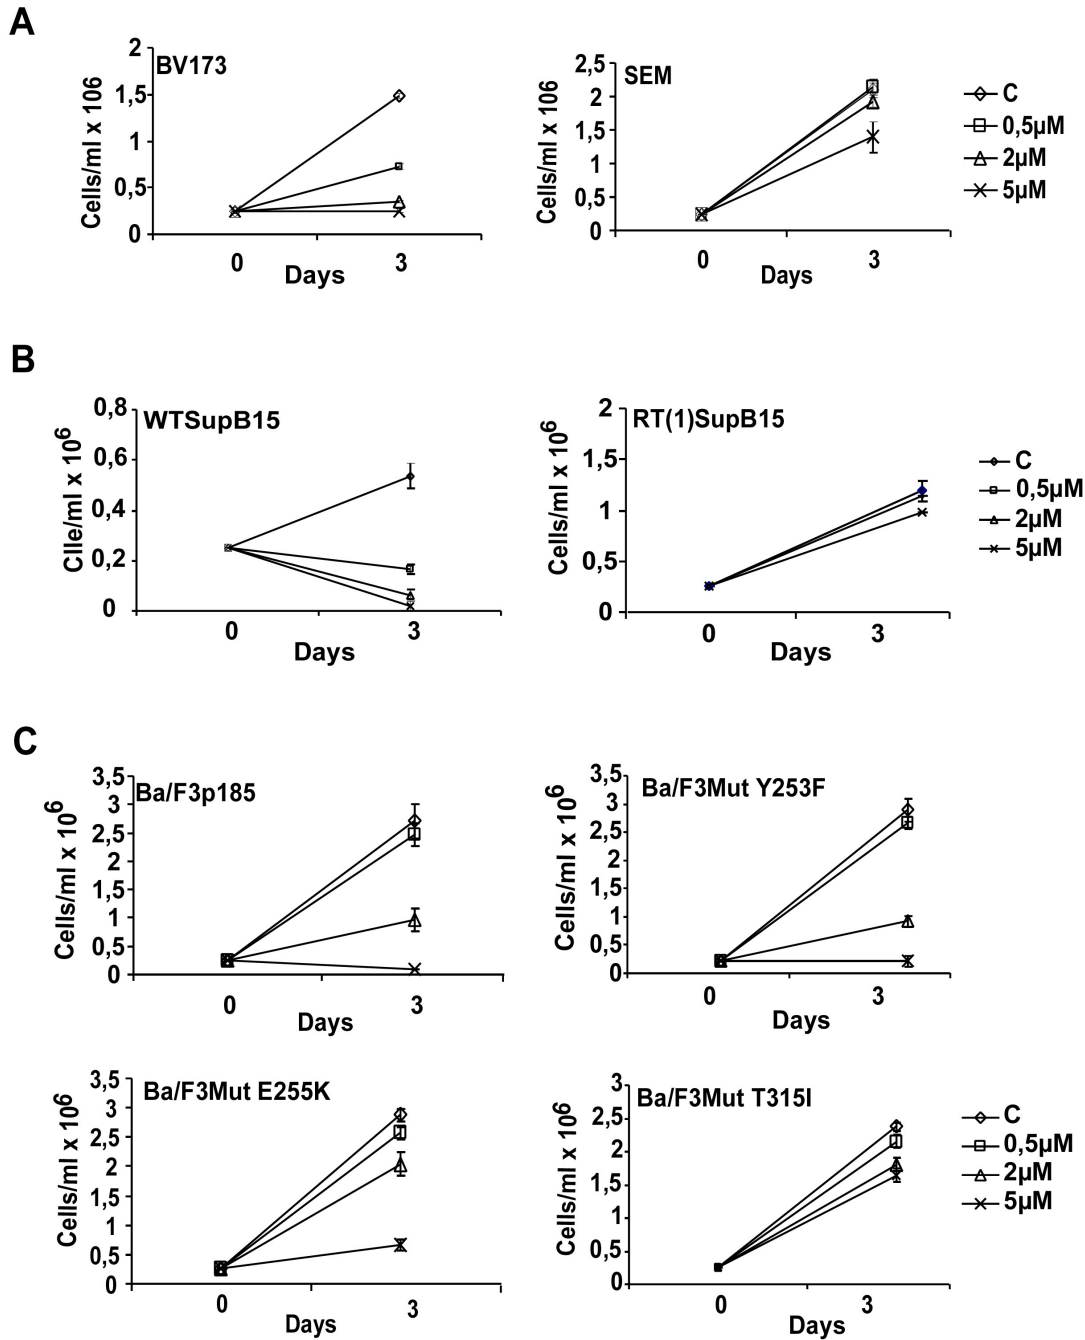 A
BV173
Cells/ml x 106
2
1,5
1
0,5
0
0 3
Days
SEM
Cells/ml x 106
2,5
2
1,5
1
0,5
0
0 3
Days
C
0,5µM
2µM
5µM
B
WTSupB15
Clle/ml x 10⁶
0,8
0,6
0,4
0,2
0
0 3
Days
RT(1)SupB15
Cells/ml x 10⁶
2
1,5
1
0,5
0
0 3
Days
C
0,5µM
2µM
5µM
C
Ba/F3p185
Cells/ml x 10⁶
3,5
3
2,5
2
1,5
1
0,5
0
0 3
Days
Ba/F3Mut Y253F
Cells/ml x 10⁶
3,5
3
2,5
2
1,5
1
0,5
0
0 3
Days
Ba/F3Mut E255K
Cells/ml x 10⁶
3,5
3
2,5
2
1,5
1
0,5
0
0 3
Days
Ba/F3Mut T315I
Cells/ml x 10⁶
3
2,5
2
1,5
1
0,5
0
0 3
Days
C
0,5µM
2µM
5µM